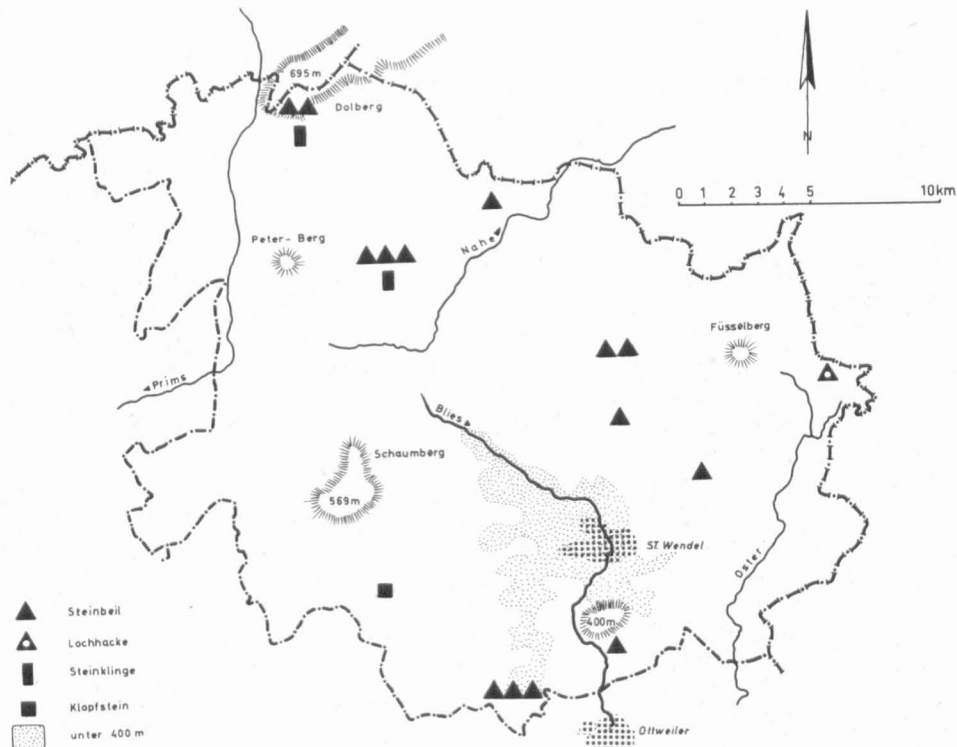 695m
Dolberg
N
0 1 2 3 4 5 10km
Peter-Berg
Nahe
Füsselberg
Prims
Blies
Schaumberg
569m
ST. Wendel
Oster
400m
Steinbeil
Lochhacke
Steinklinge
Klopfstein
unter 400 m
Ottweiler